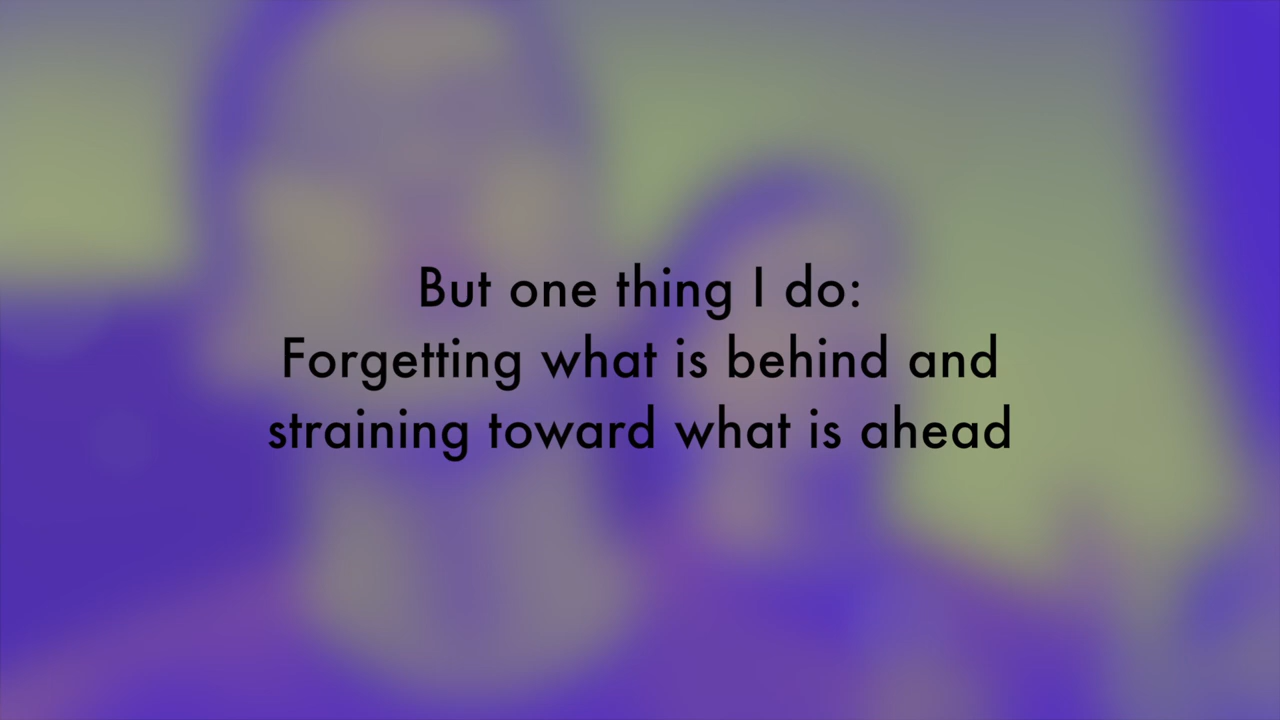 But one thing I do:
Forgetting what is behind and
straining toward what is ahead